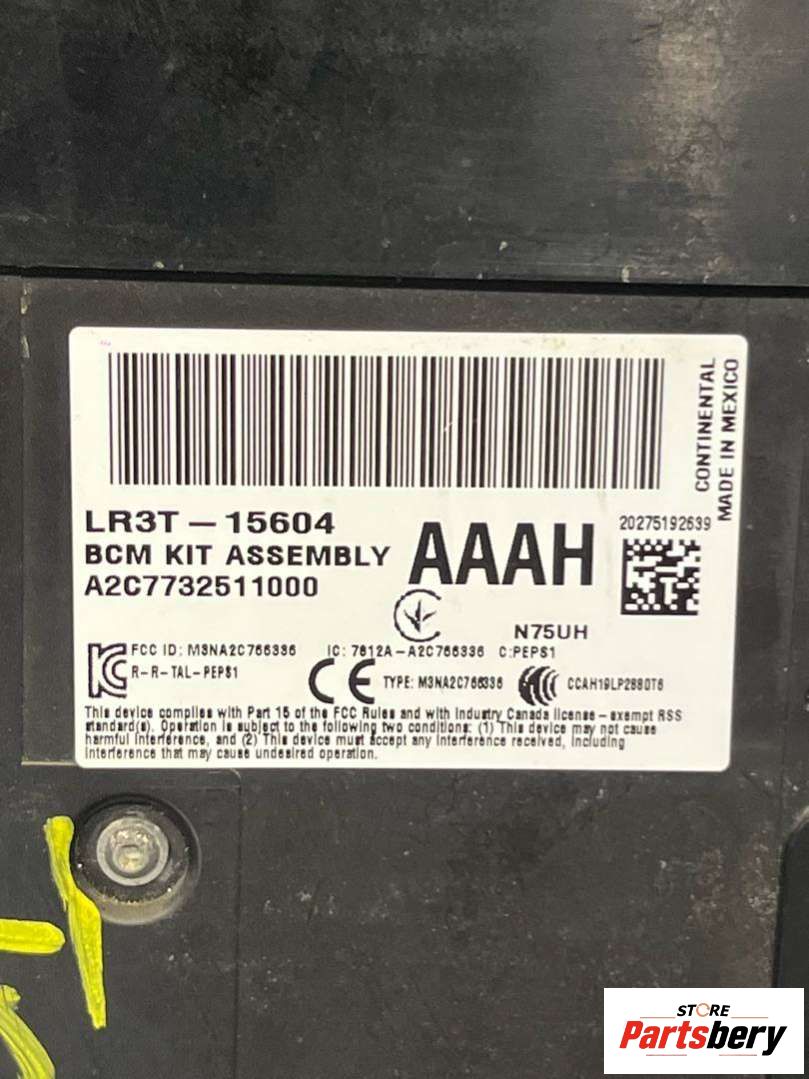 CONTINENTAL
MADE IN MEXICO
LR3T-15604
BCM KIT ASSEMBLY
A2C7732511000
AAAH
20275192639
N75UH
FCC ID: M3NA2C766336
IC: 7812A-A2C766336
C:PEPS1
R-R-TAL-PEPS1
CE
TYPE: M3NA2C766336
CCAH19LP2880T6
This device complies with Part 15 of the FCC Rules and with Industry Canada license-exempt RSS
standard(s). Operation is subject to the following two conditions: (1) This device may not cause
harmful interference, and (2) This device must accept any interference received, including
interference that may cause undesired operation.
STORE
Partsbery